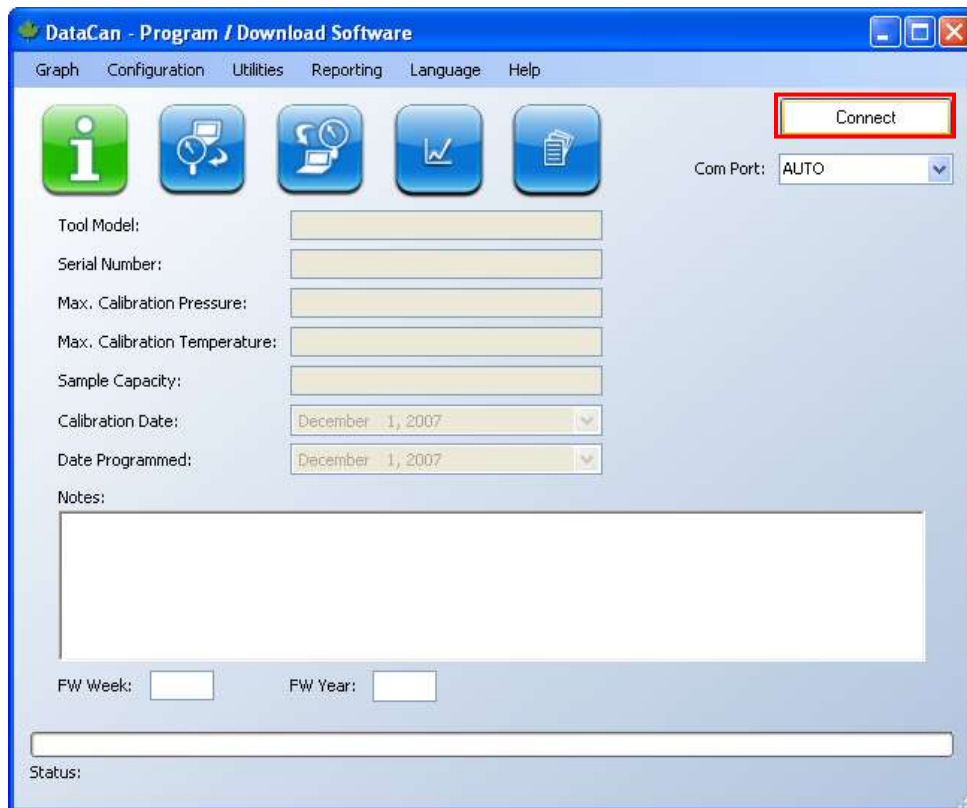 DataCan - Program / Download Software
Graph Configuration Utilities Reporting Language Help
Connect
Com Port: AUTO
Tool Model:
Serial Number:
Max. Calibration Pressure:
Max. Calibration Temperature:
Sample Capacity:
Calibration Date: December 1, 2007
Date Programmed: December 1, 2007
Notes:
FW Week: FW Year:
Status: